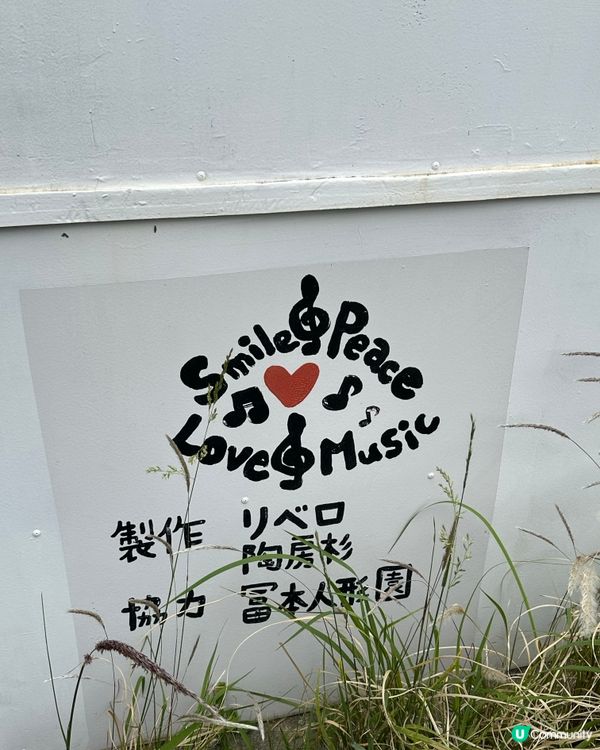 Smile Peace
Love Music
製作 リベロ
陶房杉
協力 冨本人形園
U Community